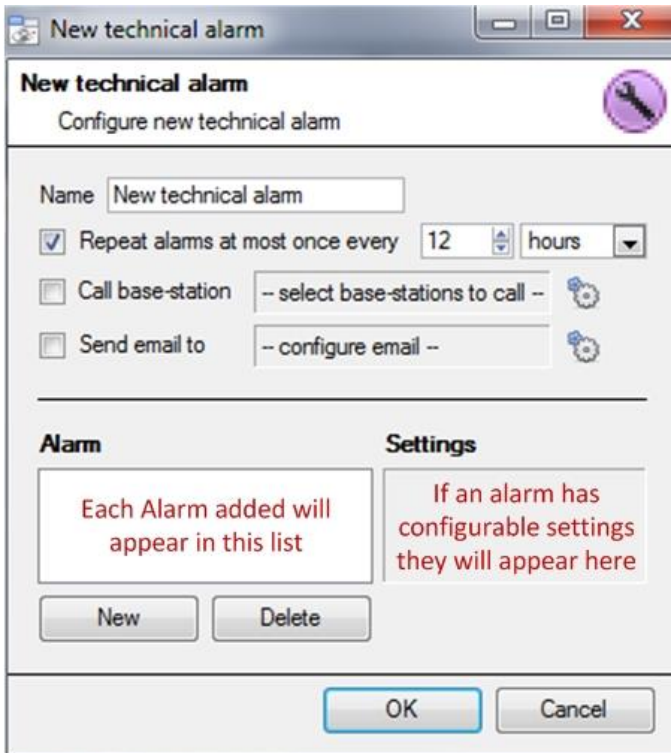 New technical alarm
New technical alarm
Configure new technical alarm
Name New technical alarm
Repeat alarms at most once every 12 hours
Call base-station -- select base-stations to call --
Send email to -- configure email --
Alarm Settings
Each Alarm added will
appear in this list
If an alarm has
configurable settings
they will appear here
New Delete
OK Cancel